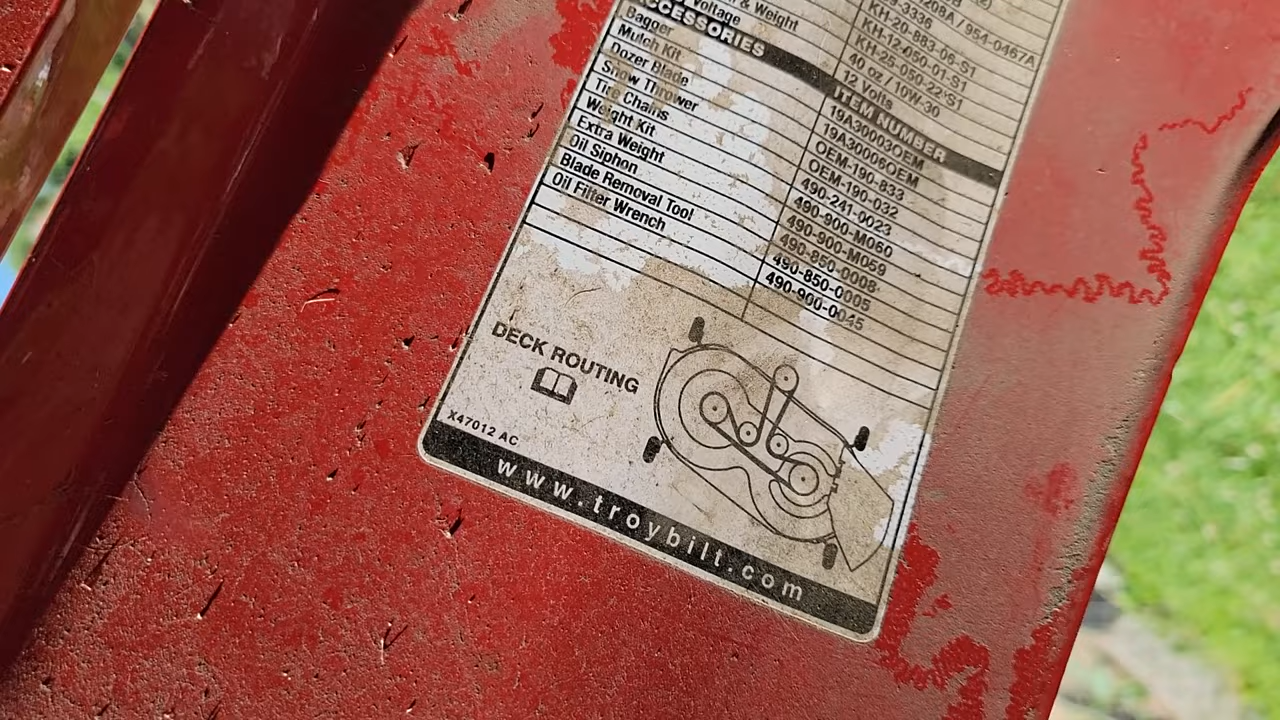 954-0467A
KH-20-883-06-S1
KH-12-050-01-S1
KH-25-050-22-S1
& Weight 40 oz / 10W-30
Voltage 12 Volts
ACCESSORIES ITEM NUMBER
Bagger 19A30003OEM
Mulch Kit 19A30006OEM
Dozer Blade OEM-190-833
Snow Thrower OEM-190-032
Tire Chains 490-241-0023
Weight Kit 490-900-M060
Extra Weight 490-900-M059
Oil Siphon 490-850-0008
Blade Removal Tool 490-850-0005
Oil Filter Wrench 490-900-0045
DECK ROUTING
X47012 AC
www.troybilt.com